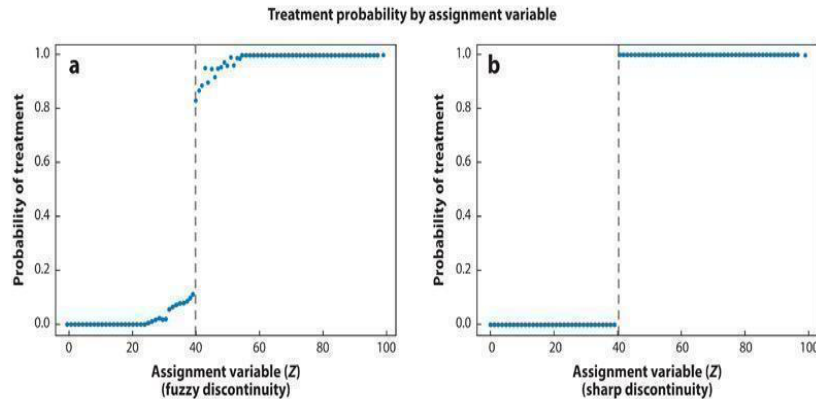 Treatment probability by assignment variable
a
1.0
0.8
0.6
0.4
0.2
0.0
Probability of treatment
0 20 40 60 80 100
Assignment variable (Z)
(fuzzy discontinuity)
b
1.0
0.8
0.6
0.4
0.2
0.0
Probability of treatment
0 20 40 60 80 100
Assignment variable (Z)
(sharp discontinuity)